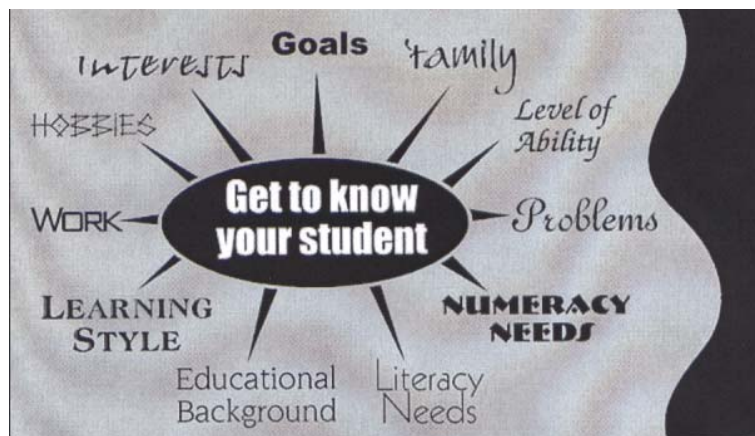 Interests
Goals
Family
HOBBIES
Level of
Ability
Get to know
your student
WORK
Problems
LEARNING
STYLE
NUMERACY
NEEDS
Educational
Background
Literacy
Needs